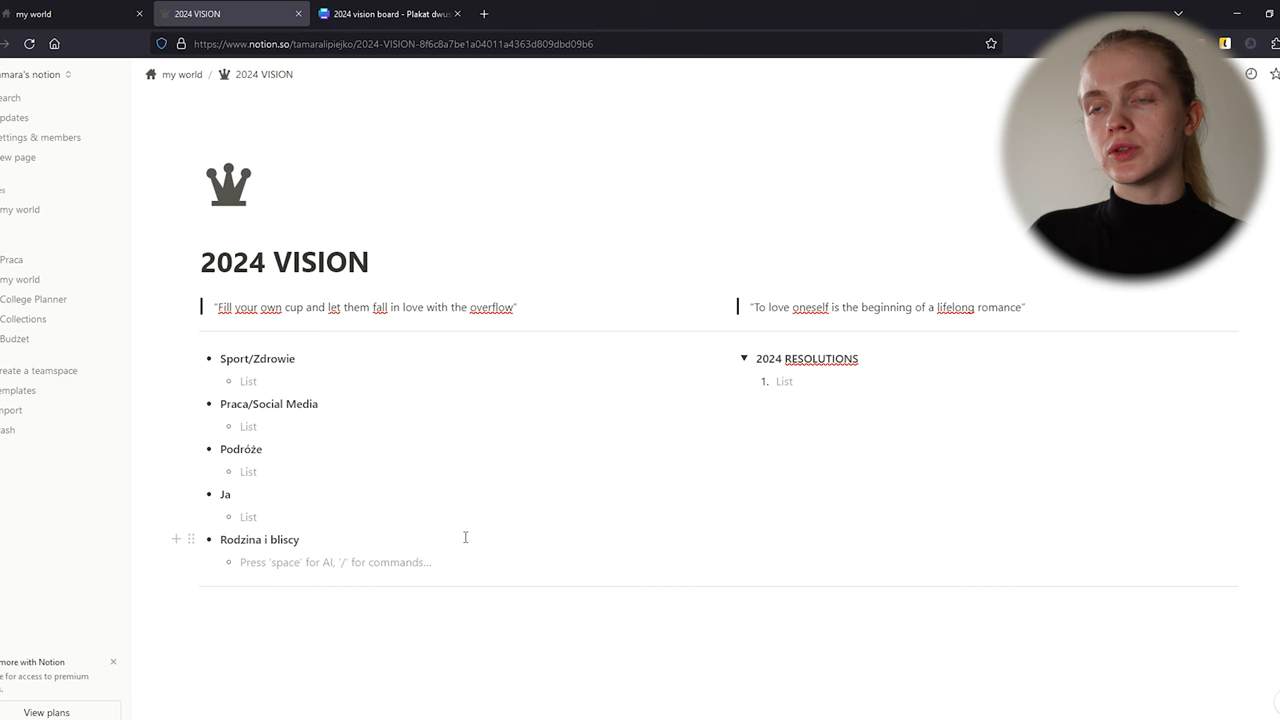 my world
2024 VISION
2024 vision board - Plakat dwus
https://www.notion.so/tamaralipiejko/2024-VISION-8f6c8a7be1a04011a4363d809dbd09b6
mara's notion
my world / 2024 VISION
earch
pdates
ettings & members
ew page
es
my world
2024 VISION
Praca
my world
College Planner
Collections
Budżet
"Fill your own cup and let them fall in love with the overflow"
"To love oneself is the beginning of a lifelong romance"
Sport/Zdrowie
List
Praca/Social Media
List
Podróże
List
Ja
List
Rodzina i bliscy
Press 'space' for AI, '/' for commands...
2024 RESOLUTIONS
1. List
reate a teamspace
emplates
mport
ash
more with Notion
e for access to premium
s.
View plans